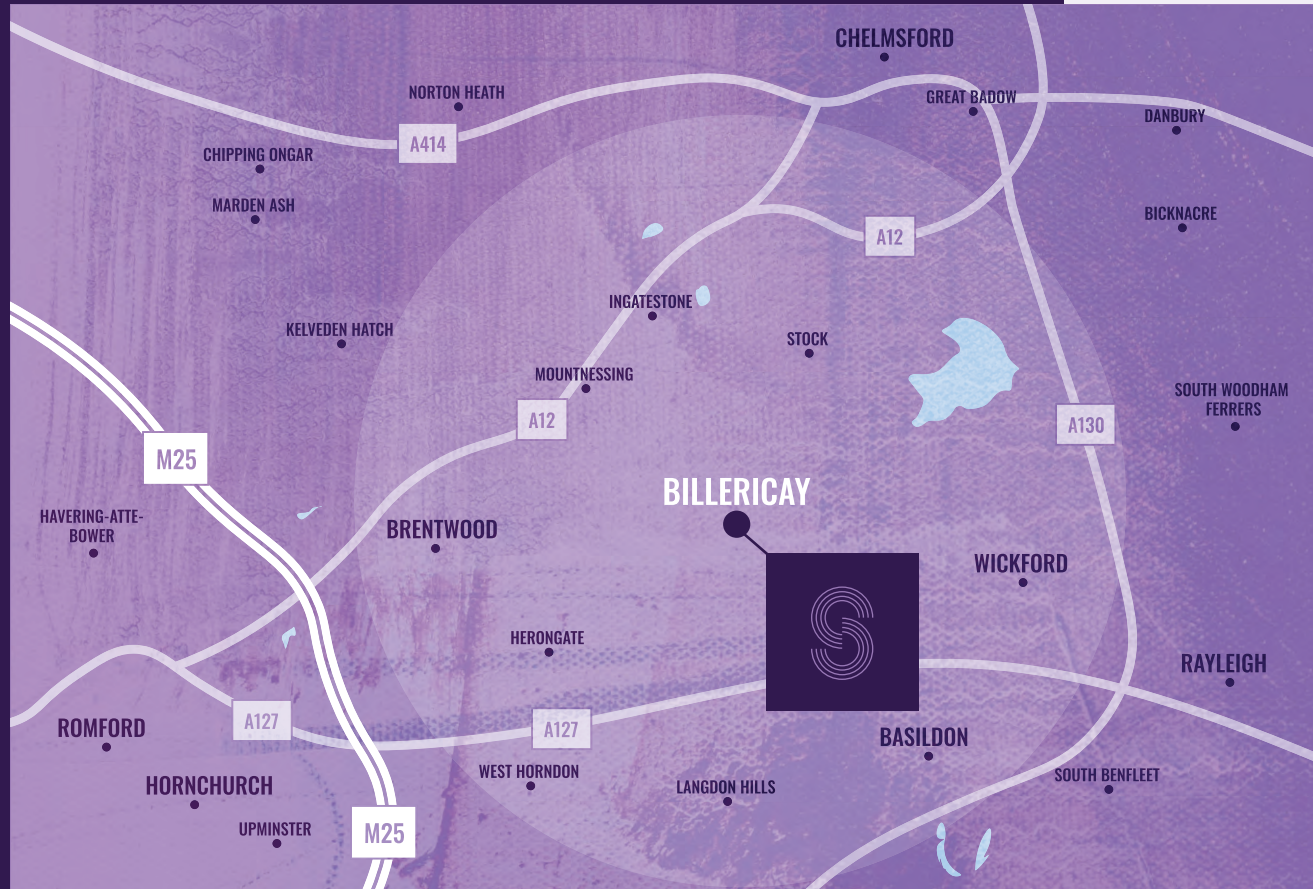 CHELMSFORD
NORTON HEATH
GREAT BADOW
DANBURY
A414
CHIPPING ONGAR
MARDEN ASH
BICKNACRE
A12
INGATESTONE
KELVEDEN HATCH
STOCK
MOUNTNESSING
SOUTH WOODHAM
FERRERS
A12
A130
M25
BILLERICAY
HAVERING-ATTE-
BOWER
BRENTWOOD
WICKFORD
S
HERONGATE
RAYLEIGH
A127
ROMFORD
A127
BASILDON
WEST HORNDON
SOUTH BENFLEET
HORNCHURCH
LANGDON HILLS
UPMINSTER
M25